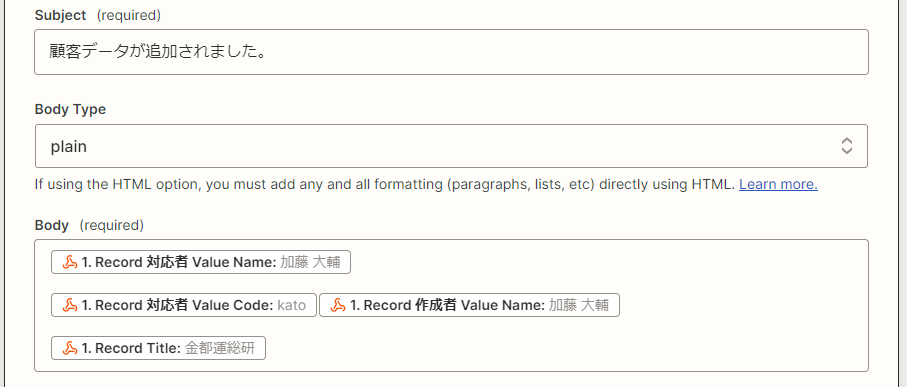 Subject (required)
顧客データが追加されました。
Body Type
plain
If using the HTML option, you must add any and all formatting (paragraphs, lists, etc) directly using HTML. Learn more.
Body (required)
1. Record 対応者 Value Name: 加藤 大輔
1. Record 対応者 Value Code: kato 1. Record 作成者 Value Name: 加藤 大輔
1. Record Title: 金都運総研